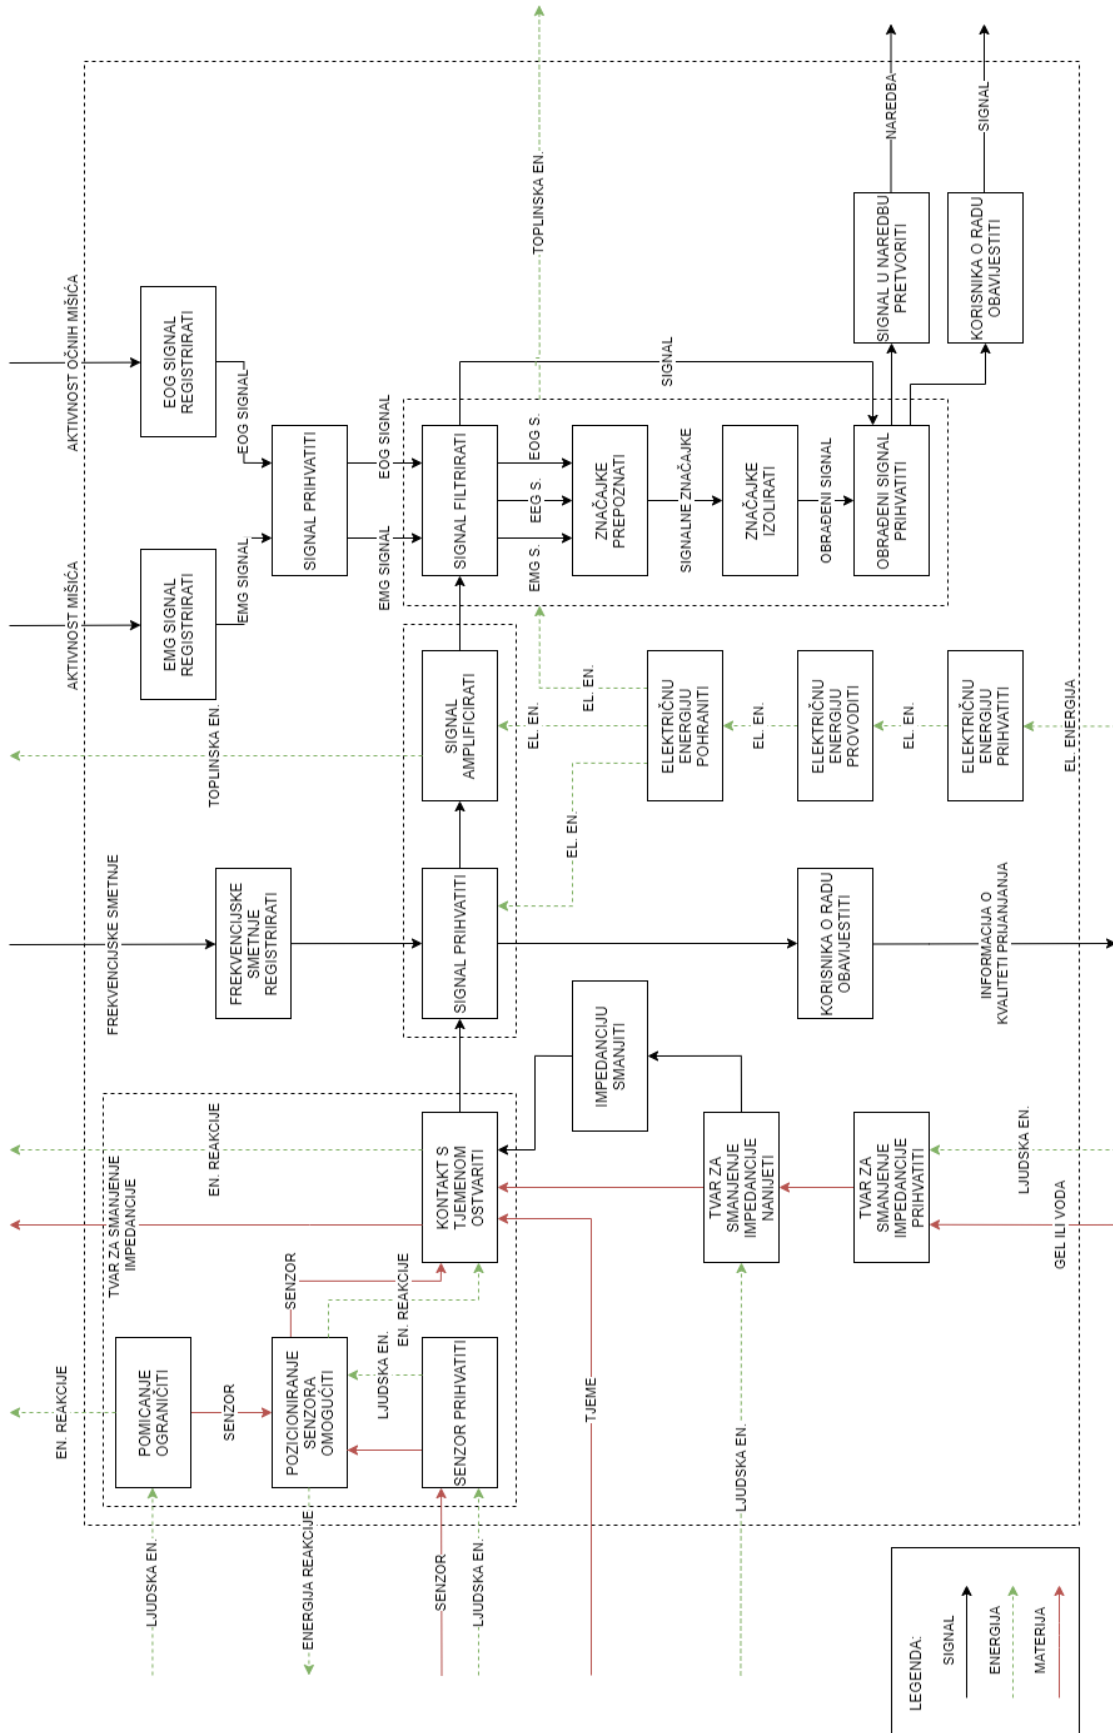 EN. REAKCIJE
AKTIVNOST MIŠIĆA
AKTIVNOST OČNIH MIŠIĆA
TVAR ZA SMANJENJE
IMPEDANCIJE
FREKVENCIJSKE SMETNJE
LJUDSKA EN.
POMICANJE
OGRANIČITI
EMG SIGNAL
REGISTRIRATI
EOG SIGNAL
REGISTRIRATI
SENZOR
EN. REAKCIJE
TOPLINSKA EN.
FREKVENCIJSKE
SMETNJE
REGISTRIRATI
EMG SIGNAL
EOG SIGNAL
ENERGIJA REAKCIJE
POZICIONIRANJE
SENZORA
OMOGUĆITI
SENZOR
SIGNAL PRIHVATITI
LJUDSKA EN.
EN. REAKCIJE
EMG SIGNAL
EOG SIGNAL
SENZOR
LJUDSKA EN.
SENZOR PRIHVATITI
KONTAKT S
TJEMENOM
OSTVARITI
SIGNAL PRIHVATITI
SIGNAL
AMPLIFICIRATI
SIGNAL FILTRIRATI
EMG S.
EEG S.
EOG S.
TOPLINSKA EN.
TJEME
EL. EN.
EL. EN.
EL. EN.
IMPEDANCIJU
SMANJITI
ZNAČAJKE
PREPOZNATI
SIGNAL
ELEKTRIČNU
ENERGIJU
POHRANITI
SIGNALNE ZNAČAJKE
LJUDSKA EN.
TVAR ZA
SMANJENJE
IMPEDANCIJE
NANIJETI
EL. EN.
ZNAČAJKE
IZOLIRATI
KORISNIKA O RADU
OBAVIJESTITI
ELEKTRIČNU
ENERGIJU
PROVODITI
OBRAĐENI SIGNAL
TVAR ZA
SMANJENJE
IMPEDANCIJE
PRIHVATITI
EL. EN.
OBRAĐENI SIGNAL
PRIHVATITI
SIGNAL U NAREDBU
PRETVORITI
NAREDBA
LJUDSKA EN.
GEL ILI VODA
INFORMACIJA O
KVALITETI PRIJANJANJA
ELEKTRIČNU
ENERGIJU
PRIHVATITI
EL. ENERGIJA
KORISNIKA O RADU
OBAVIJESTITI
SIGNAL
LEGENDA:
SIGNAL
ENERGIJA
MATERIJA